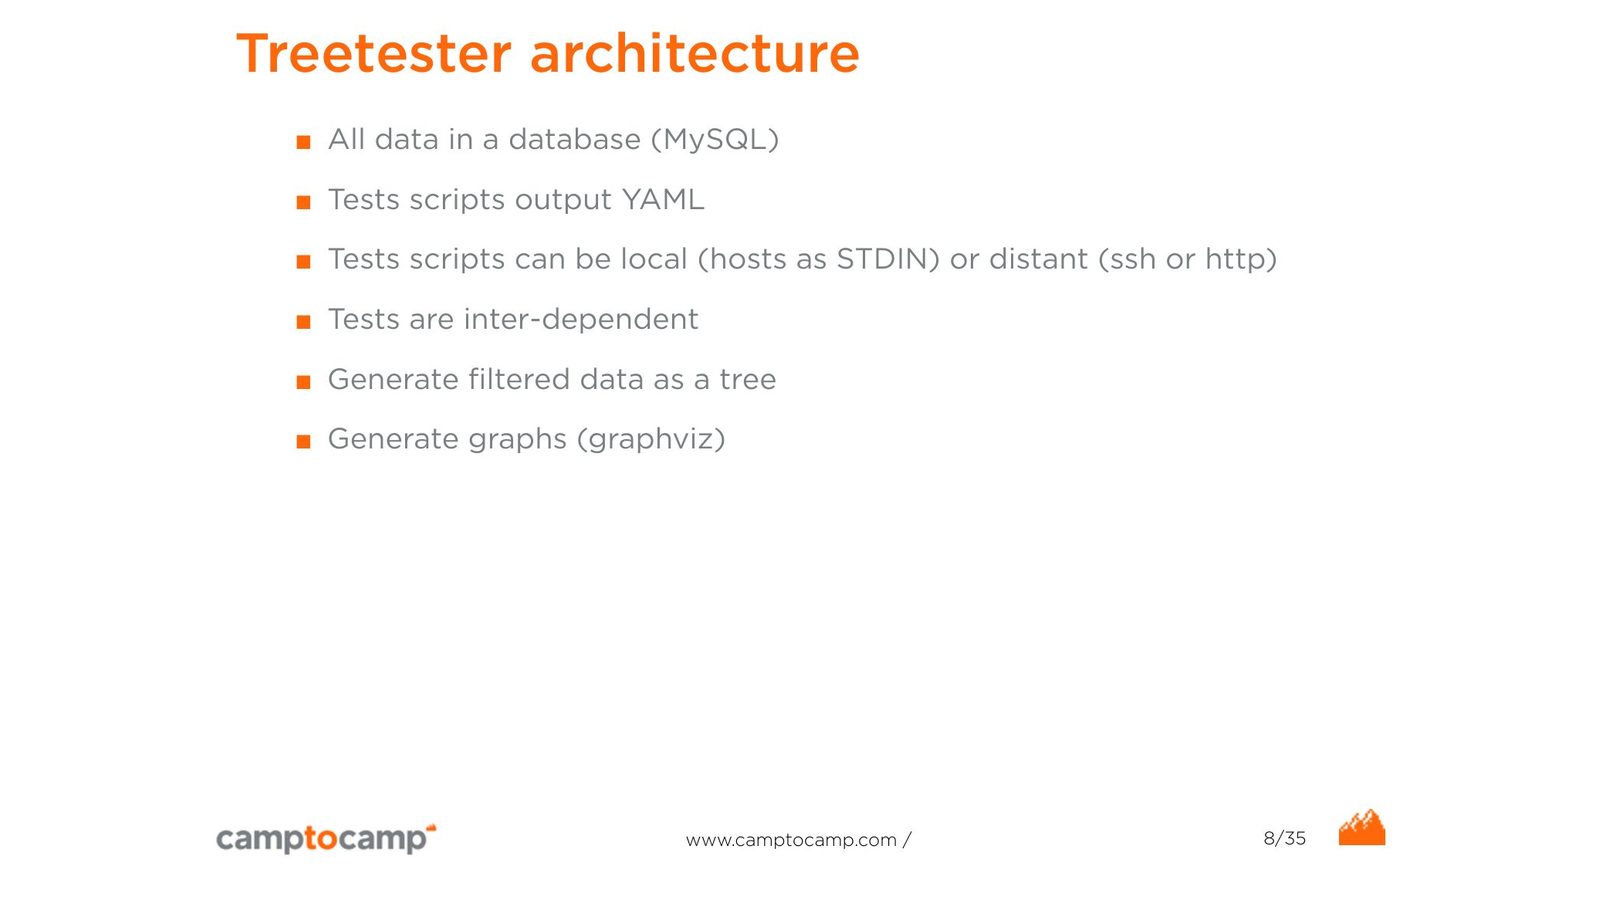 Treetester architecture
■ All data in a database (MySQL)
■ Tests scripts output YAML
■ Tests scripts can be local (hosts as STDIN) or distant (ssh or http)
■ Tests are inter-dependent
■ Generate filtered data as a tree
■ Generate graphs (graphviz)
camptocamp
www.camptocamp.com /
8/35